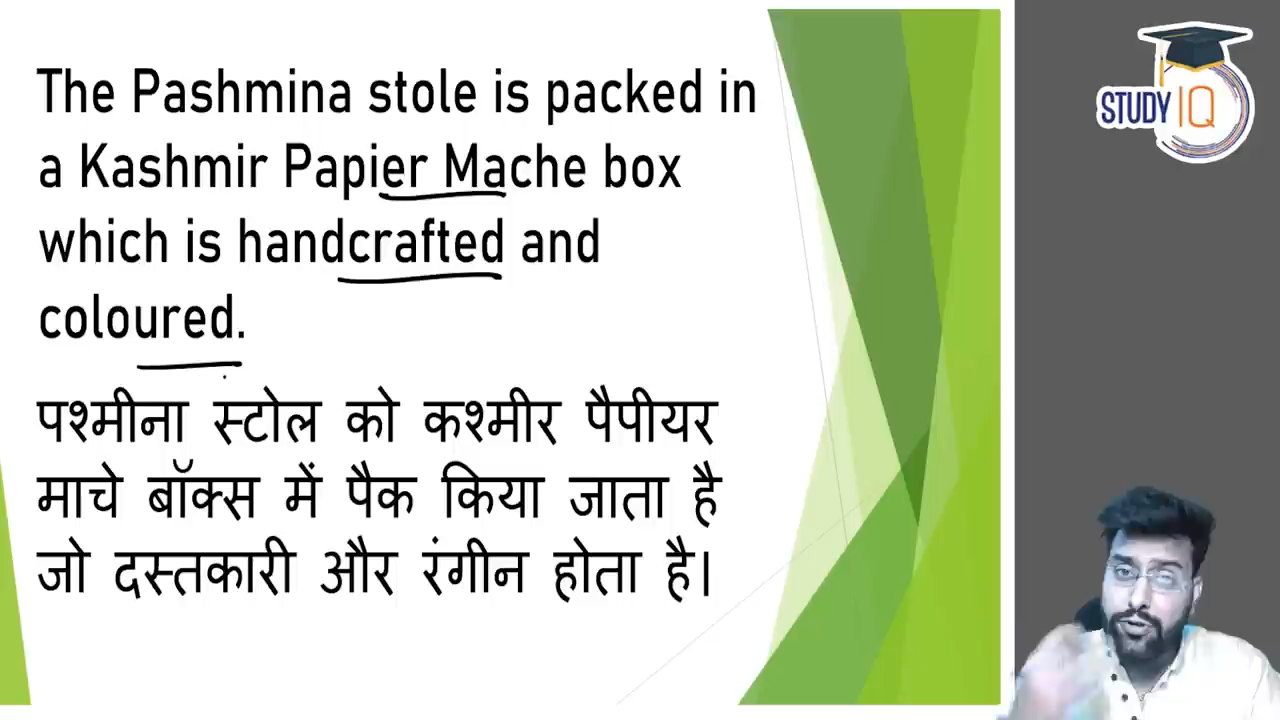 The Pashmina stole is packed in
a Kashmir Papier Mache box
which is handcrafted and
coloured.
पश्मीना स्टोल को कश्मीर पैपीयर
माचे बॉक्स में पैक किया जाता है
जो दस्तकारी और रंगीन होता है।
STUDY IQ